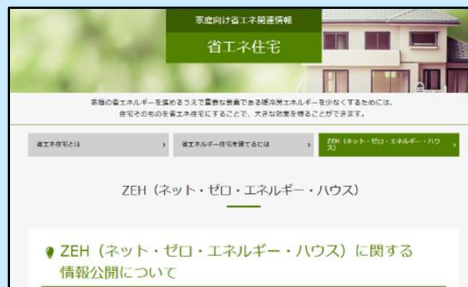 家庭向け省エネ関連情報
省エネ住宅
家庭の省エネルギーを進めるうえで重要な要素である暖冷房エネルギーを少なくするためには、
住宅そのものを省エネ住宅にすることで、大きな効果を得ることができます。
省エネ住宅とは
省エネルギー住宅を建てるには
ZEH（ネット・ゼロ・エネルギー・ハウ
ス）
ZEH（ネット・ゼロ・エネルギー・ハウス）
ZEH（ネット・ゼロ・エネルギー・ハウス）に関する
情報公開について